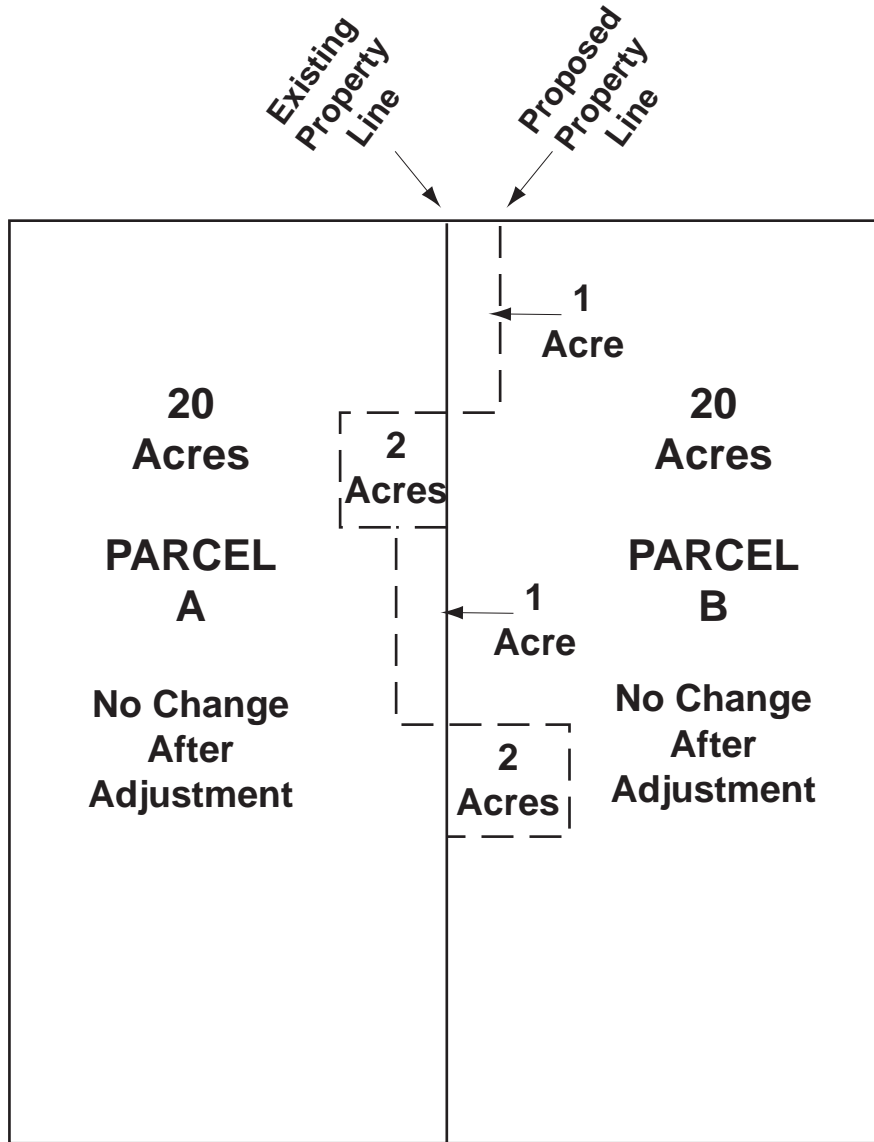 Existing
Property
Line
Proposed
Property
Line
1
Acre
20
Acres
2
Acres
20
Acres
PARCEL
A
PARCEL
B
1
Acre
No Change
After
Adjustment
No Change
After
Adjustment
2
Acres